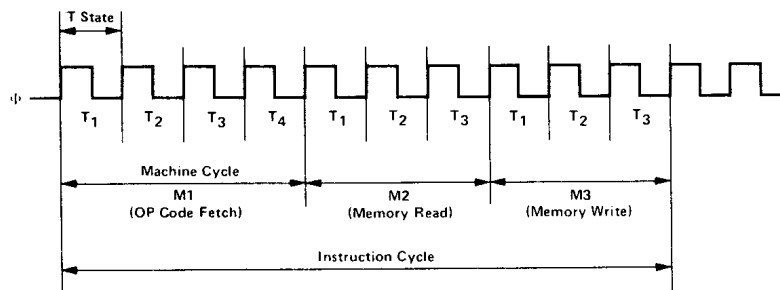 T State
Φ
T1 T2 T3 T4 T1 T2 T3 T1 T2 T3
Machine Cycle
M1 M2 M3
(OP Code Fetch) (Memory Read) (Memory Write)
Instruction Cycle